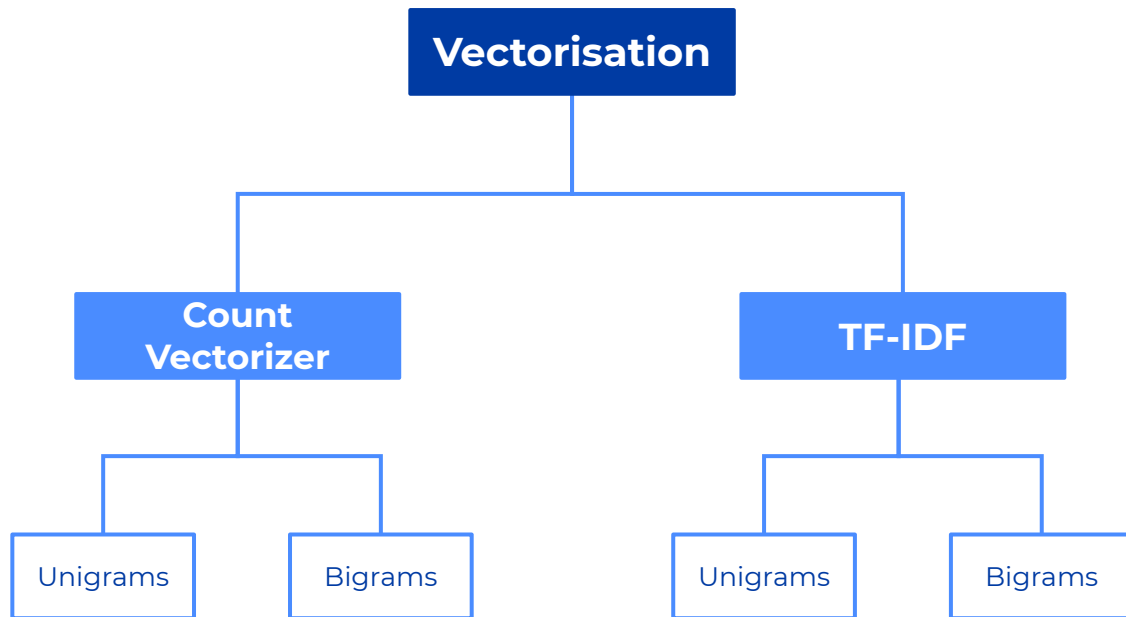 Vectorisation
Count
Vectorizer
TF-IDF
Unigrams
Bigrams
Unigrams
Bigrams